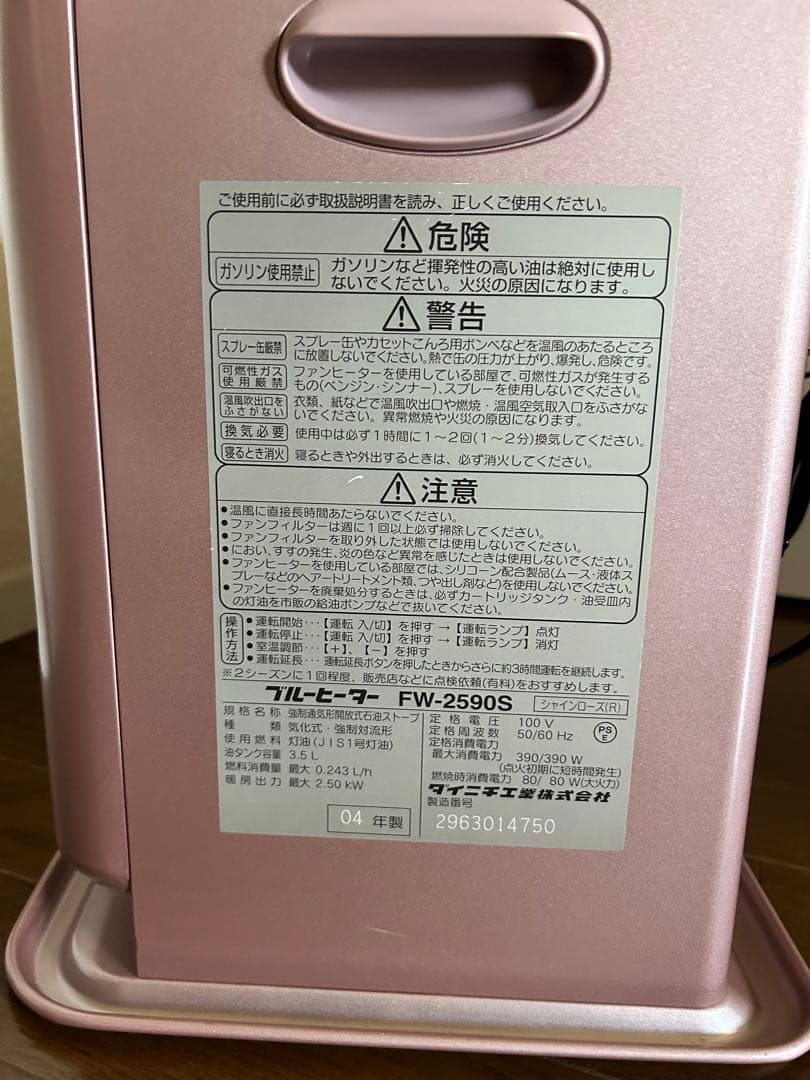 ご使用前に必ず取扱説明書を読み、正しくご使用ください。
危険
ガソリン使用禁止
ガソリンなど揮発性の高い油は絶対に使用し
ないでください。火災の原因になります。
警告
スプレー缶厳禁
スプレー缶やカセットこんろ用ボンベなどを温風のあたるところ
に放置しないでください。熱で缶の圧力が上がり、爆発し、危険です。
可燃性ガス
使用厳禁
ファンヒーターを使用している部屋で、可燃性ガスが発生する
もの(ベンジン・シンナー)、スプレーを使用しないでください。
温風吹出口を
ふさがない
衣類、紙などで温風吹出口や燃焼・温風空気取入口をふさがな
いでください。異常燃焼や火災の原因になります。
換気必要
使用中は必ず1時間に1〜2回(1〜2分)換気してください。
寝るとき消火
寝るときや外出するときは、必ず消火してください。
注意
●温風に直接長時間あたらないでください。
●ファンフィルターは週に1回以上必ず掃除してください。
●ファンフィルターを取り外した状態では使用しないでください。
●におい、すすの発生、炎の色など異常を感じたときは使用しないでください。
●ファンヒーターを使用している部屋では、シリコーン配合製品(ムース・液体ス
プレーなどのヘアートリートメント類、つや出し剤など)を使用しないでください。
●ファンヒーターを廃棄処分するときは、必ずカートリッジタンク・油受皿内
の灯油を市販の給油ポンプなどで抜いてください。
操作方法
●運転開始･･･【運転 入/切】を押す→【運転ランプ】点灯
●運転停止･･･【運転 入/切】を押す→【運転ランプ】消灯
●室温調節･･･【+】、【−】を押す
●運転延長･･･運転延長ボタンを押したときからさらに約3時間運転を継続します。
※2シーズンに1回程度、販売店などに点検依頼(有料)をおすすめします。
ブルーヒーター FW-2590S シャインローズ(R)
規格名称 強制通気形開放式石油ストーブ
種類 気化式・強制対流形
使用燃料 灯油(JIS1号灯油)
油タンク容量 3.5 L
燃料消費量 最大 0.243 L/h
暖房出力 最大 2.50 kW
04 年製
定格電圧 100 V
定格周波数 50/60 Hz
PS
E
定格消費電力
最大消費電力 390/390 W
(点火初期に短時間発生)
燃焼時消費電力 80/ 80 W(大火力)
ダイニチ工業株式会社
製造番号
2963014750